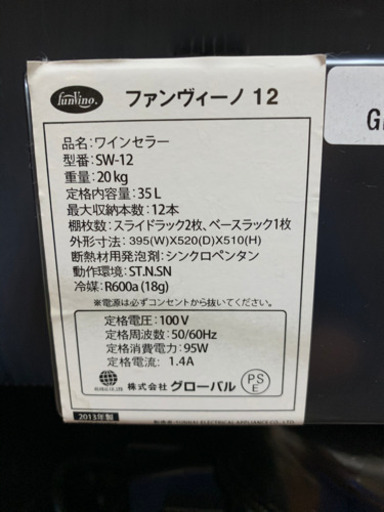 funVino.
ファンヴィーノ 12
品名:ワインセラー
型番:SW-12
重量:20kg
定格内容量:35L
最大収納本数:12本
棚枚数:スライドラック2枚、ベースラック1枚
外形寸法:395(W)X520(D)X510(H)
断熱材用発泡剤:シンクロペンタン
動作環境:ST.N.SN
冷媒:R600a (18g)
※電源は必ずコンセントから抜いてください。
定格電圧:100V
定格周波数:50/60Hz
定格消費電力:95W
定格電流: 1.4A
株式会社 グローバル
PS
E
2013年製
ELECTRICAL APPLIANCE CO., LTD.
G